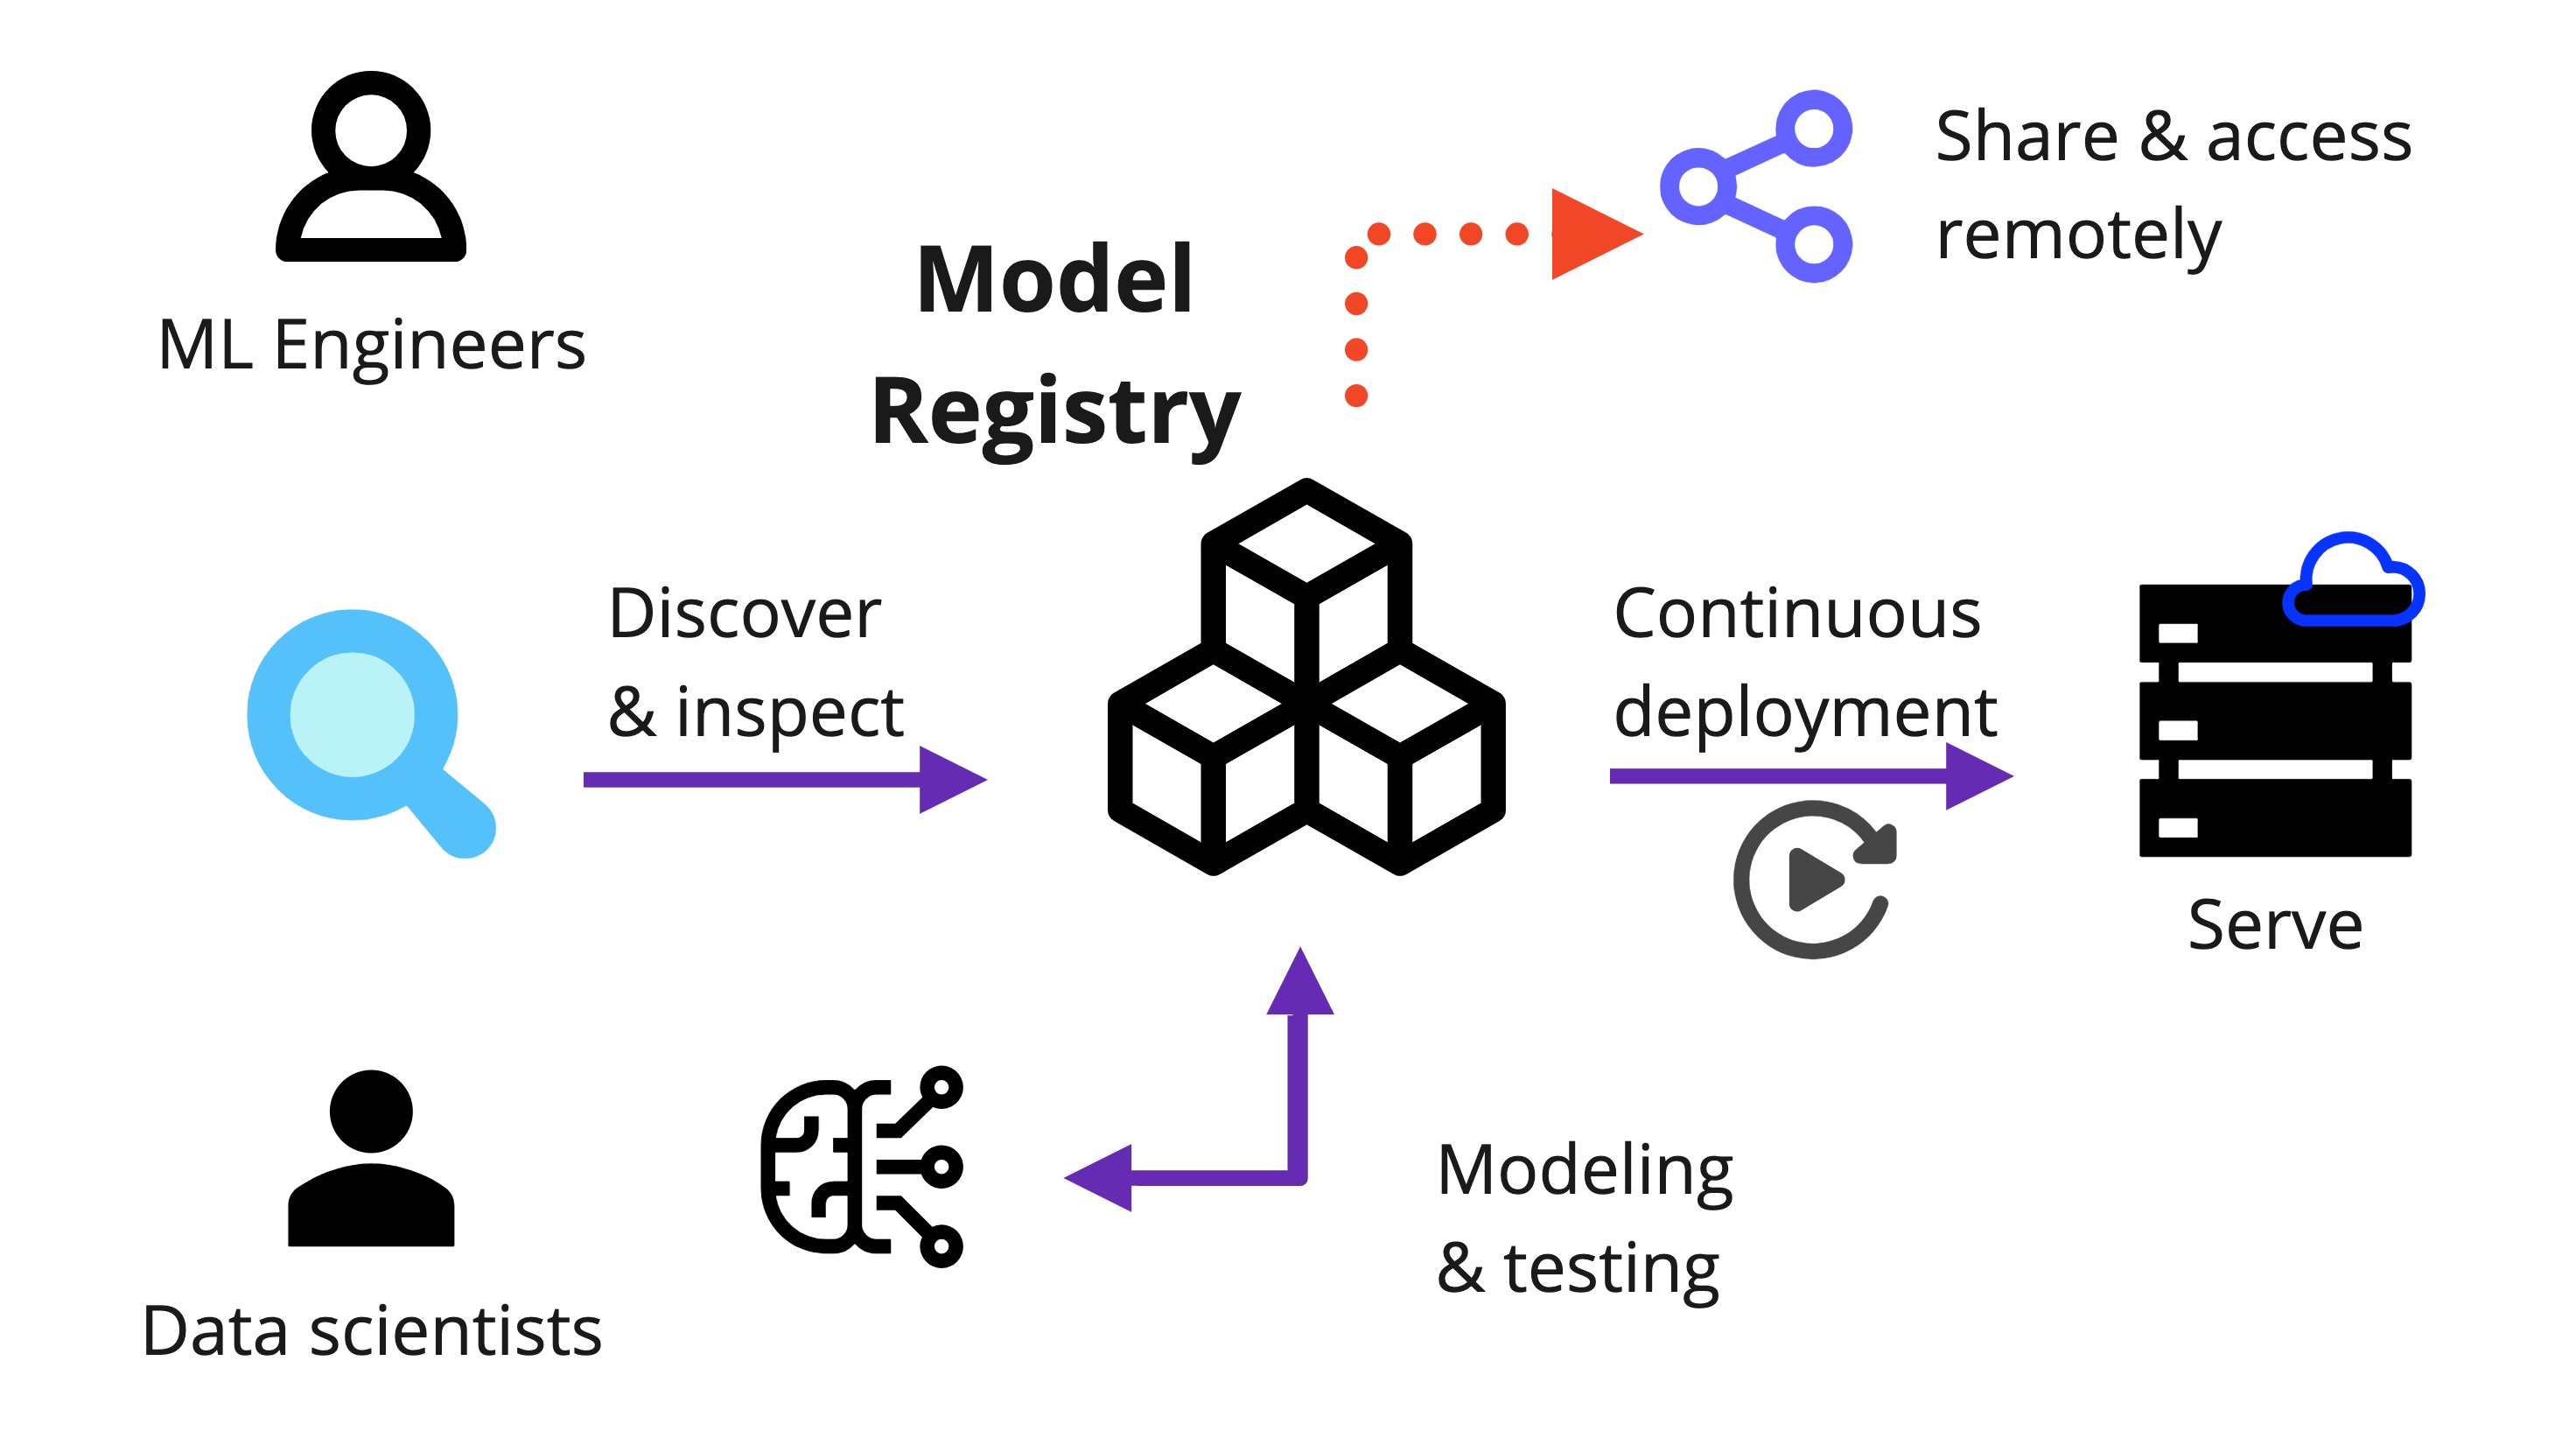 ML Engineers
Model
Registry
Share & access
remotely
Discover
& inspect
Continuous
deployment
Serve
Data scientists
Modeling
& testing